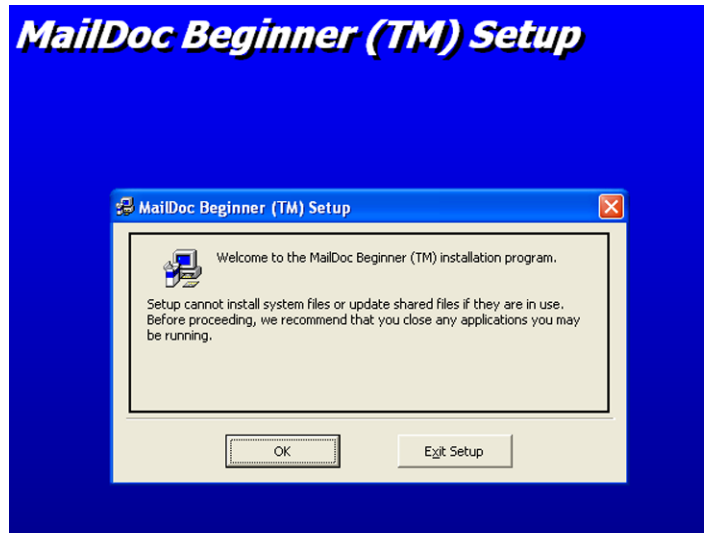 MailDoc Beginner (TM) Setup
MailDoc Beginner (TM) Setup
Welcome to the MailDoc Beginner (TM) installation program.
Setup cannot install system files or update shared files if they are in use.
Before proceeding, we recommend that you close any applications you may
be running.
OK
Exit Setup